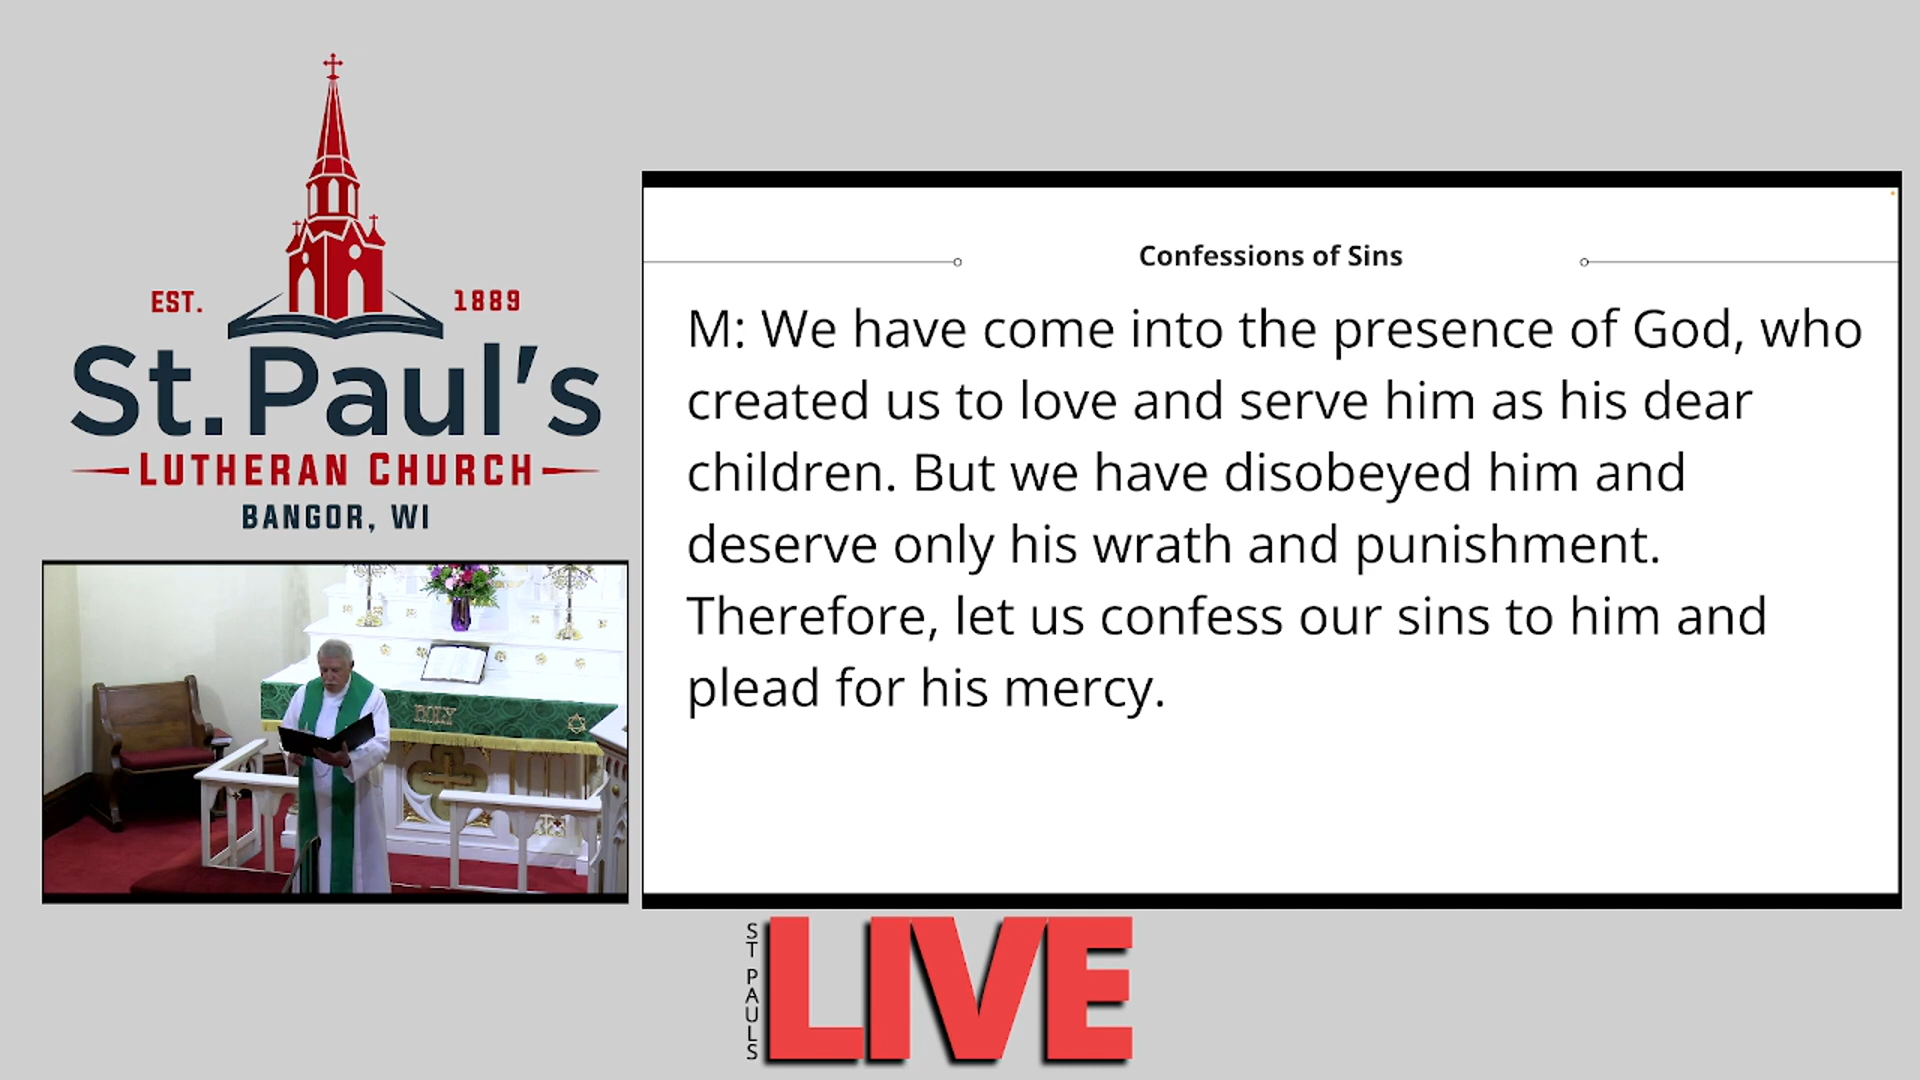 EST. 1889
St. Paul's
LUTHERAN CHURCH
BANGOR, WI
Confessions of Sins
M: We have come into the presence of God, who
created us to love and serve him as his dear
children. But we have disobeyed him and
deserve only his wrath and punishment.
Therefore, let us confess our sins to him and
plead for his mercy.
HOLY
ST PAULS
LIVE